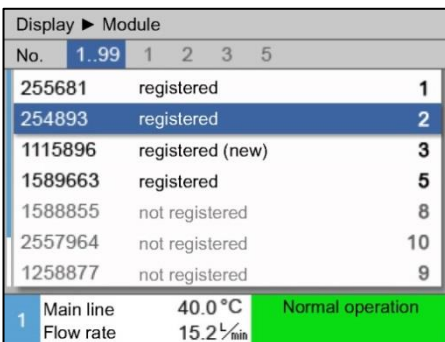 Display ► Module
No. 1..99 1 2 3 5
255681 registered 1
254893 registered 2
1115896 registered (new) 3
1589663 registered 5
1588855 not registered 8
2557964 not registered 10
1258877 not registered 9
1 Main line 40.0 °C Normal operation
Flow rate 15.2 L/min